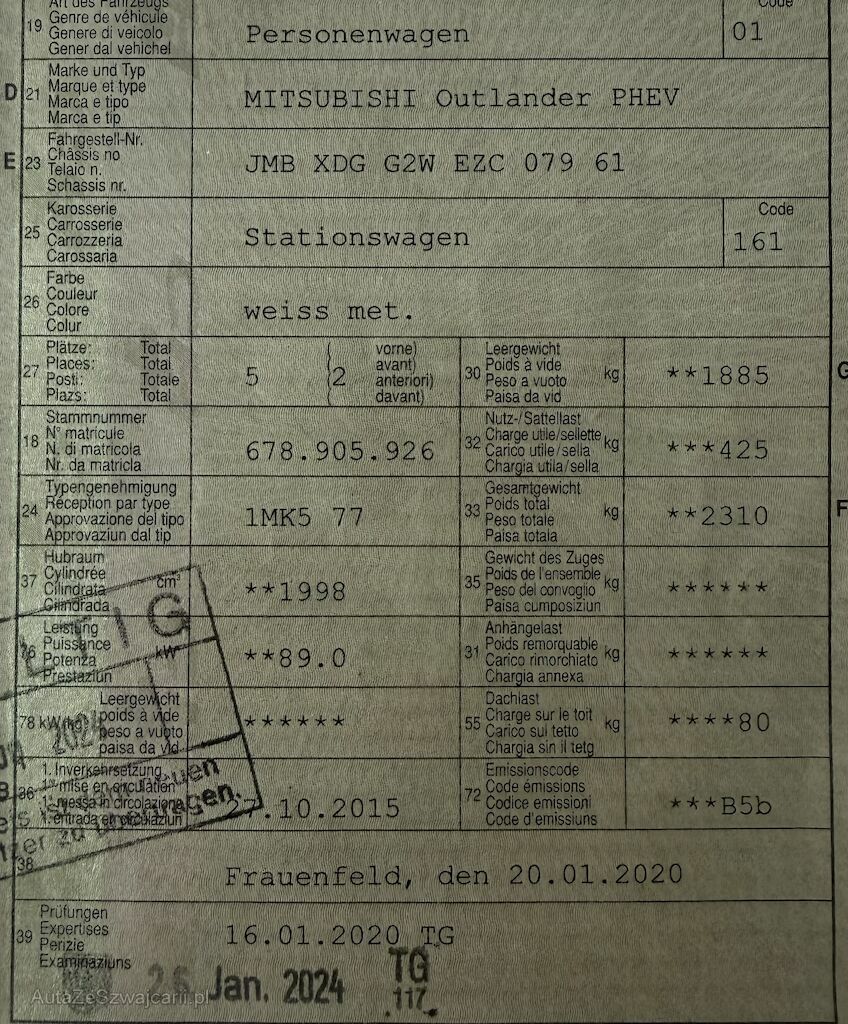 Art des Fahrzeugs
Code
19 Genre de véhicule
Genere di veicolo
Gener dal vehichel
Personenwagen
01
D 21 Marke und Typ
Marque et type
Marca e tipo
Marca e tip
MITSUBISHI Outlander PHEV
E 23 Fahrgestell-Nr.
Châssis no
Telaio n.
Schassis nr.
JMB XDG G2W EZC 079 61
25 Karosserie
Carrosserie
Carrozzeria
Carossaria
Stationswagen
Code
161
26 Farbe
Couleur
Colore
Colur
weiss met.
27 Plätze: Total
Places: Total
Posti: Totale
Plazs: Total
5 (2 vorne)
avant)
anteriori)
davant)
30 Leergewicht
Poids à vide
Peso a vuoto
Paisa da vid
kg
**1885
G
18 Stammnummer
N° matricule
N. di matricola
Nr. da matricla
678.905.926
32 Nutz-/Sattellast
Charge utile/sellette
Carico utile/sella
Chargia utila/sella
kg
***425
24 Typengenehmigung
Réception par type
Approvazione del tipo
Approvaziun dal tip
1MK5 77
33 Gesamtgewicht
Poids total
Peso totale
Paisa totala
kg
**2310
F
37 Hubraum
Cylindrée
Cilindrata
Cilindrada
cm³
**1998
35 Gewicht des Zuges
Poids de l'ensemble
Peso del convoglio
Paisa cumposiziun
kg
******
76 Leistung
Puissance
Potenza
Prestaziun
kW
**89.0
31 Anhängelast
Poids remorquable
Carico rimorchiato
Chargia annexa
kg
******
78 kW/kg Leergewicht
poids à vide
peso a vuoto
paisa da vid
******
55 Dachlast
Charge sur le toit
Carico sul tetto
Chargia sin il tetg
kg
****80
36 1. Inverkehrsetzung
1re mise en circulation
1. messa in circolazione
1. entrada en circulaziun
27.10.2015
72 Emissionscode
Code émissions
Codice emissioni
Code d'emissiuns
***B5b
LTIG
2024
38
Frauenfeld, den 20.01.2020
39 Prüfungen
Expertises
Perizie
Examinaziuns
16.01.2020 TG
26. Jan. 2024
TG
.117.
AutaZeSzwajcarii.pl